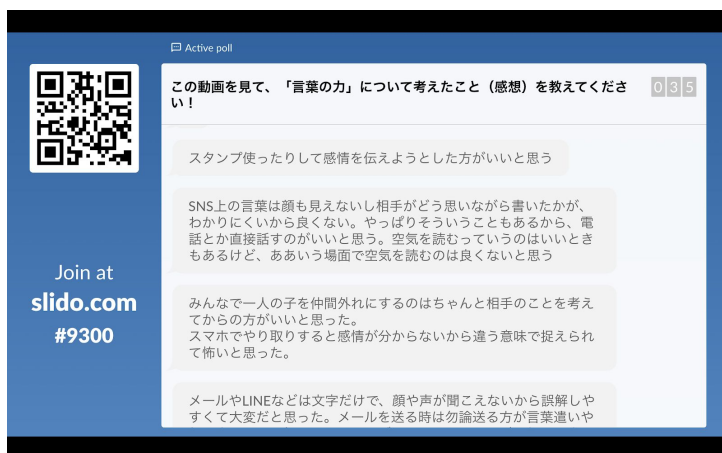 Active poll
この動画を見て、「言葉の力」について考えたこと（感想）を教えてくださ
い！
035
スタンプ使ったりして感情を伝えようとした方がいいと思う
SNS上の言葉は顔も見えないし相手がどう思いながら書いたかが、
わかりにくいから良くない。やっぱりそういうこともあるから、電
話とか直接話すのがいいと思う。空気を読むっていうのはいいとき
もあるけど、ああいう場面で空気を読むのは良くないと思う
みんなで一人の子を仲間外れにするのはちゃんと相手のことを考え
てからの方がいいと思った。
スマホでやり取りすると感情が分からないから違う意味で捉えられ
て怖いと思った。
メールやLINEなどは文字だけで、顔や声が聞こえないから誤解しや
すくて大変だと思った。メールを送る時は勿論送る方が言葉遣いや
Join at
slido.com
#9300